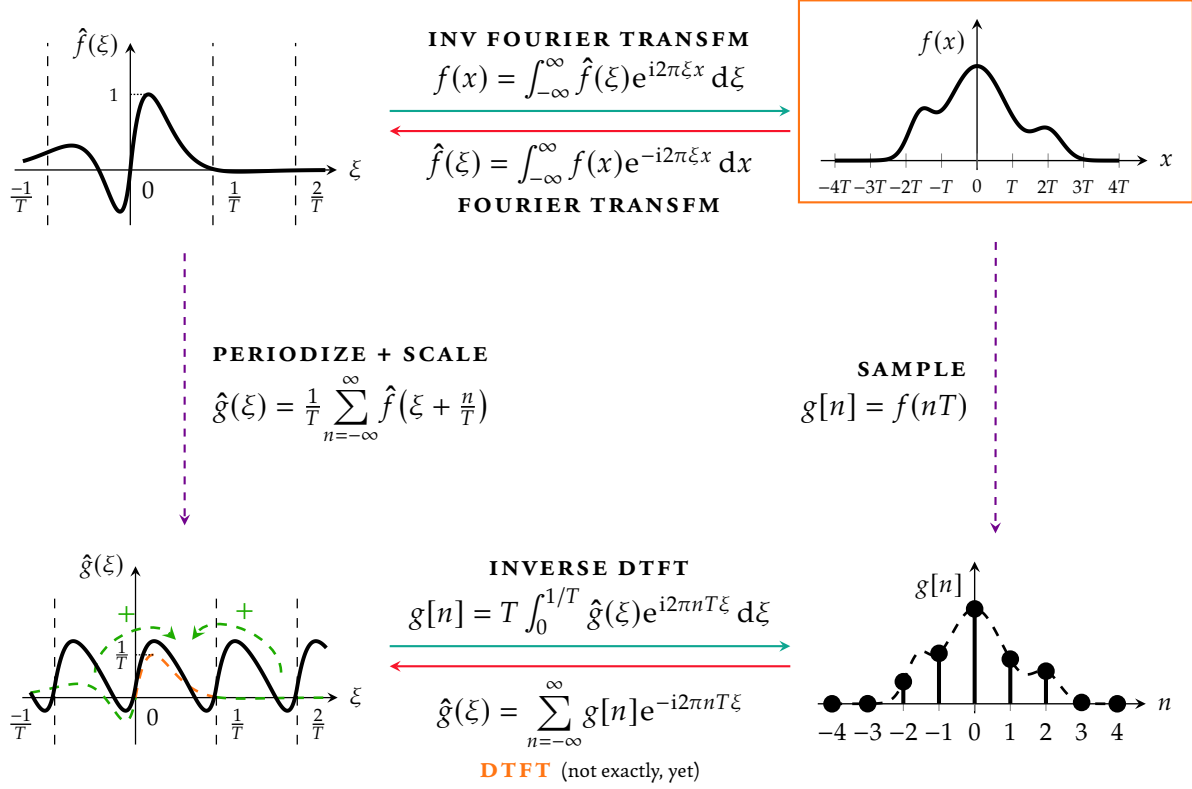 f̂(ξ)
1
ξ
−1/T
0
1/T
2/T
INV FOURIER TRANSFM
f(x) = ∫_{−∞}^{∞} f̂(ξ)e^{i2πξx} dξ
f̂(ξ) = ∫_{−∞}^{∞} f(x)e^{−i2πξx} dx
FOURIER TRANSFM
f(x)
x
−4T −3T −2T −T 0 T 2T 3T 4T
PERIODIZE + SCALE
ĝ(ξ) = 1/T ∑_{n=−∞}^{∞} f̂(ξ + n/T)
SAMPLE
g[n] = f(nT)
ĝ(ξ)
+ +
1/T
ξ
−1/T
0
1/T
2/T
INVERSE DTFT
g[n] = T ∫_{0}^{1/T} ĝ(ξ)e^{i2πnTξ} dξ
ĝ(ξ) = ∑_{n=−∞}^{∞} g[n]e^{−i2πnTξ}
DTFT (not exactly, yet)
g[n]
n
−4 −3 −2 −1 0 1 2 3 4